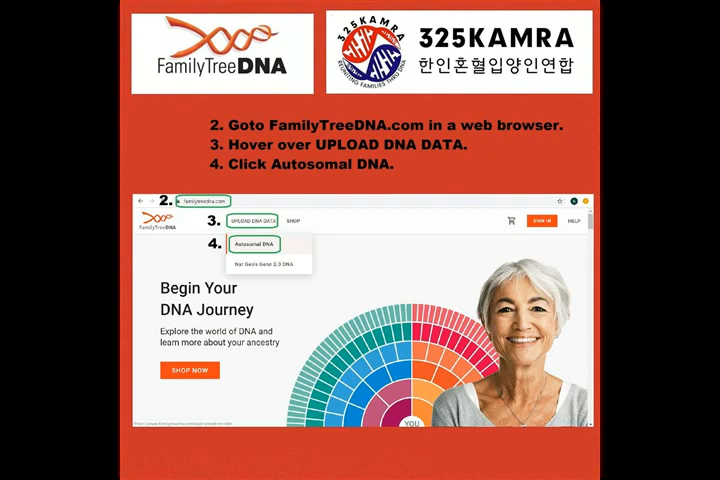 FamilyTreeDNA
325KAMRA
REUNITING FAMILIES THRU DNA
325KAMRA
한인혼혈입양인연합
2. Goto FamilyTreeDNA.com in a web browser.
3. Hover over UPLOAD DNA DATA.
4. Click Autosomal DNA.
2. familytreedna.com
FamilyTreeDNA
3. UPLOAD DNA DATA SHOP SIGN IN HELP
4. Autosomal DNA
Nat Geo's Geno 2.0 DNA
Begin Your
DNA Journey
Explore the world of DNA and
learn more about your ancestry
SHOP NOW
YOU